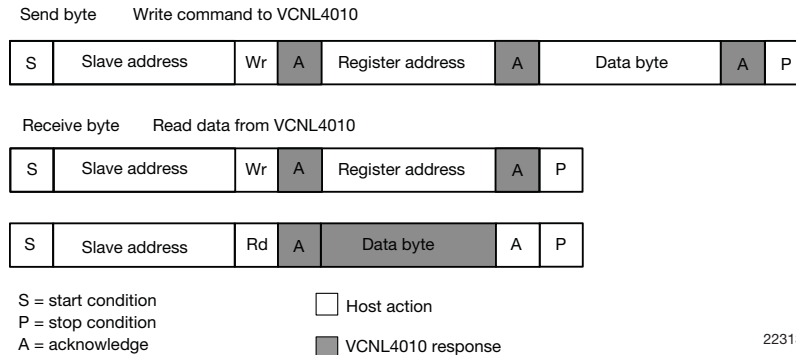 Send byte Write command to VCNL4010
S Slave address Wr A Register address A Data byte A P
Receive byte Read data from VCNL4010
S Slave address Wr A Register address A P
S Slave address Rd A Data byte A P
S = start condition
P = stop condition
A = acknowledge
Host action
VCNL4010 response